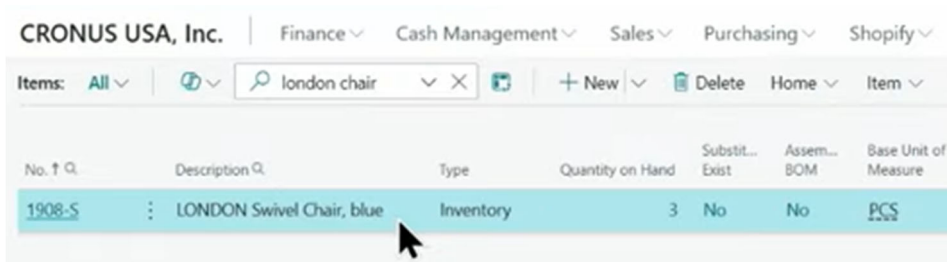 CRONUS USA, Inc. Finance Cash Management Sales Purchasing Shopify
Items: All london chair New Delete Home Item
No. ↑ Description Type Quantity on Hand Substit... Exist Assem... BOM Base Unit of Measure
1908-S LONDON Swivel Chair, blue Inventory 3 No No PCS